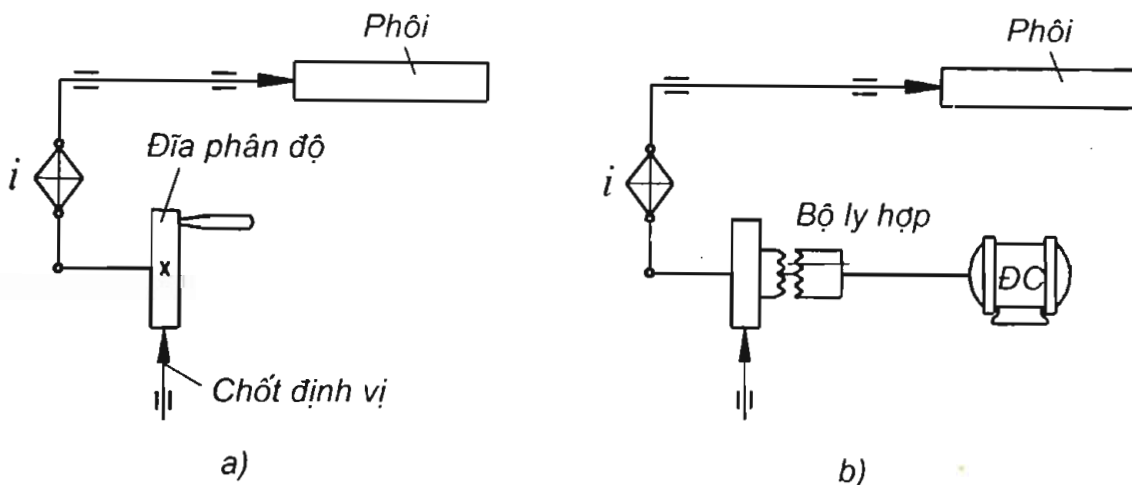 Phôi
Đĩa phân độ
i
x
Chốt định vị
a)
Phôi
i
Bộ ly hợp
ĐC
b)